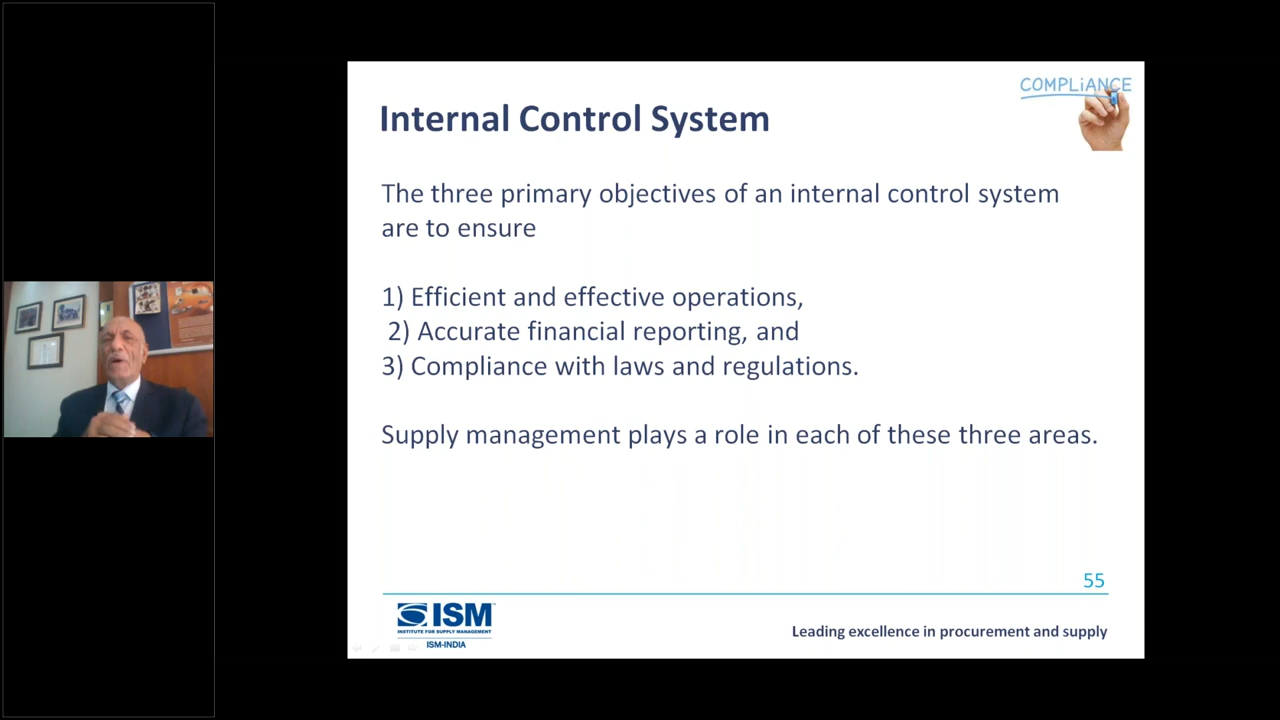 COMPLiANCE
Internal Control System
The three primary objectives of an internal control system
are to ensure
1) Efficient and effective operations,
2) Accurate financial reporting, and
3) Compliance with laws and regulations.
Supply management plays a role in each of these three areas.
55
ISM
INSTITUTE FOR SUPPLY MANAGEMENT
ISM-INDIA
Leading excellence in procurement and supply